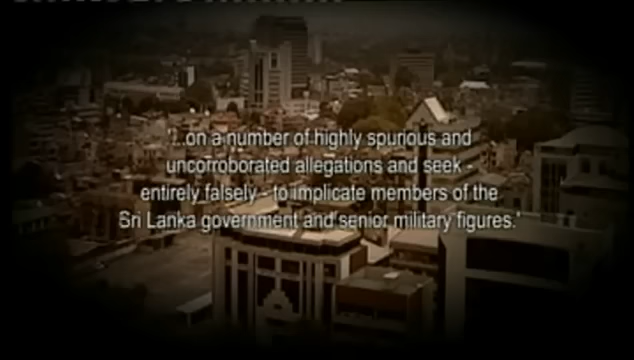 '...on a number of highly spurious and
uncorroborated allegations and seek -
entirely falsely - to implicate members of the
Sri Lanka government and senior military figures.'